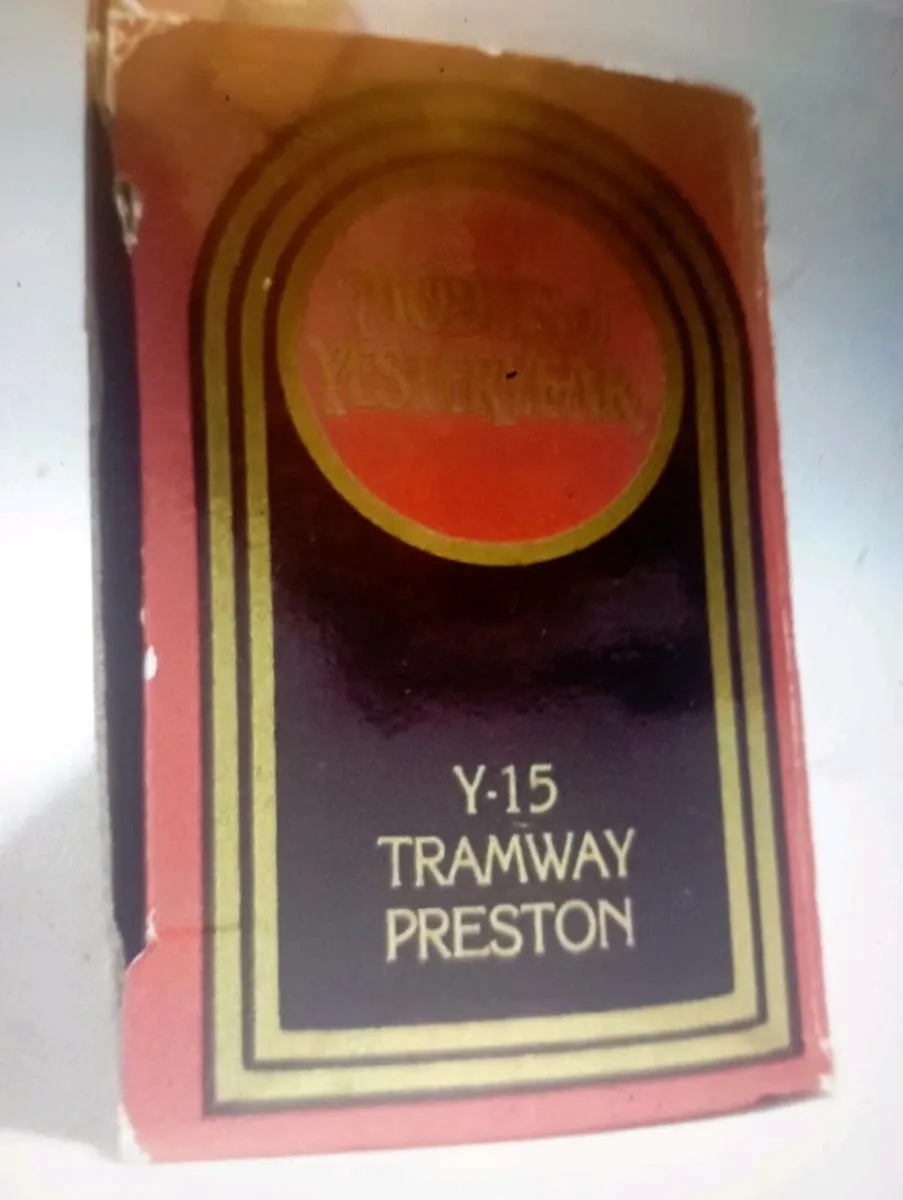 MODELS OF
YESTERYEAR
Y-15
TRAMWAY
PRESTON